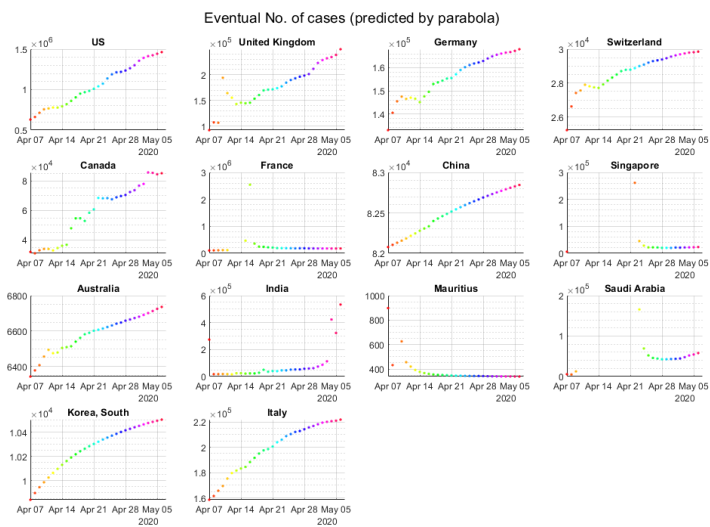 Eventual No. of cases (predicted by parabola)
US
×10^6
1.5
1
0.5
Apr 07 Apr 14 Apr 21 Apr 28 May 05
2020
United Kingdom
×10^5
2
1
Apr 07 Apr 14 Apr 21 Apr 28 May 05
2020
Germany
×10^5
1.6
1.5
1.4
Apr 07 Apr 14 Apr 21 Apr 28 May 05
2020
Switzerland
×10^4
3
2.8
2.6
Apr 07 Apr 14 Apr 21 Apr 28 May 05
2020
Canada
×10^4
8
6
4
Apr 07 Apr 14 Apr 21 Apr 28 May 05
2020
France
×10^6
3
2
1
0
Apr 07 Apr 14 Apr 21 Apr 28 May 05
2020
China
×10^4
8.3
8.25
8.2
Apr 07 Apr 14 Apr 21 Apr 28 May 05
2020
Singapore
×10^5
3
2
1
0
Apr 07 Apr 14 Apr 21 Apr 28 May 05
2020
Australia
6800
6600
6400
Apr 07 Apr 14 Apr 21 Apr 28 May 05
2020
India
×10^5
6
4
2
0
Apr 07 Apr 14 Apr 21 Apr 28 May 05
2020
Mauritius
1000
800
600
400
Apr 07 Apr 14 Apr 21 Apr 28 May 05
2020
Saudi Arabia
×10^5
2
1
0
Apr 07 Apr 14 Apr 21 Apr 28 May 05
2020
Korea, South
×10^4
1.04
1.02
1
Apr 07 Apr 14 Apr 21 Apr 28 May 05
2020
Italy
×10^5
2.2
2
1.8
1.6
Apr 07 Apr 14 Apr 21 Apr 28 May 05
2020